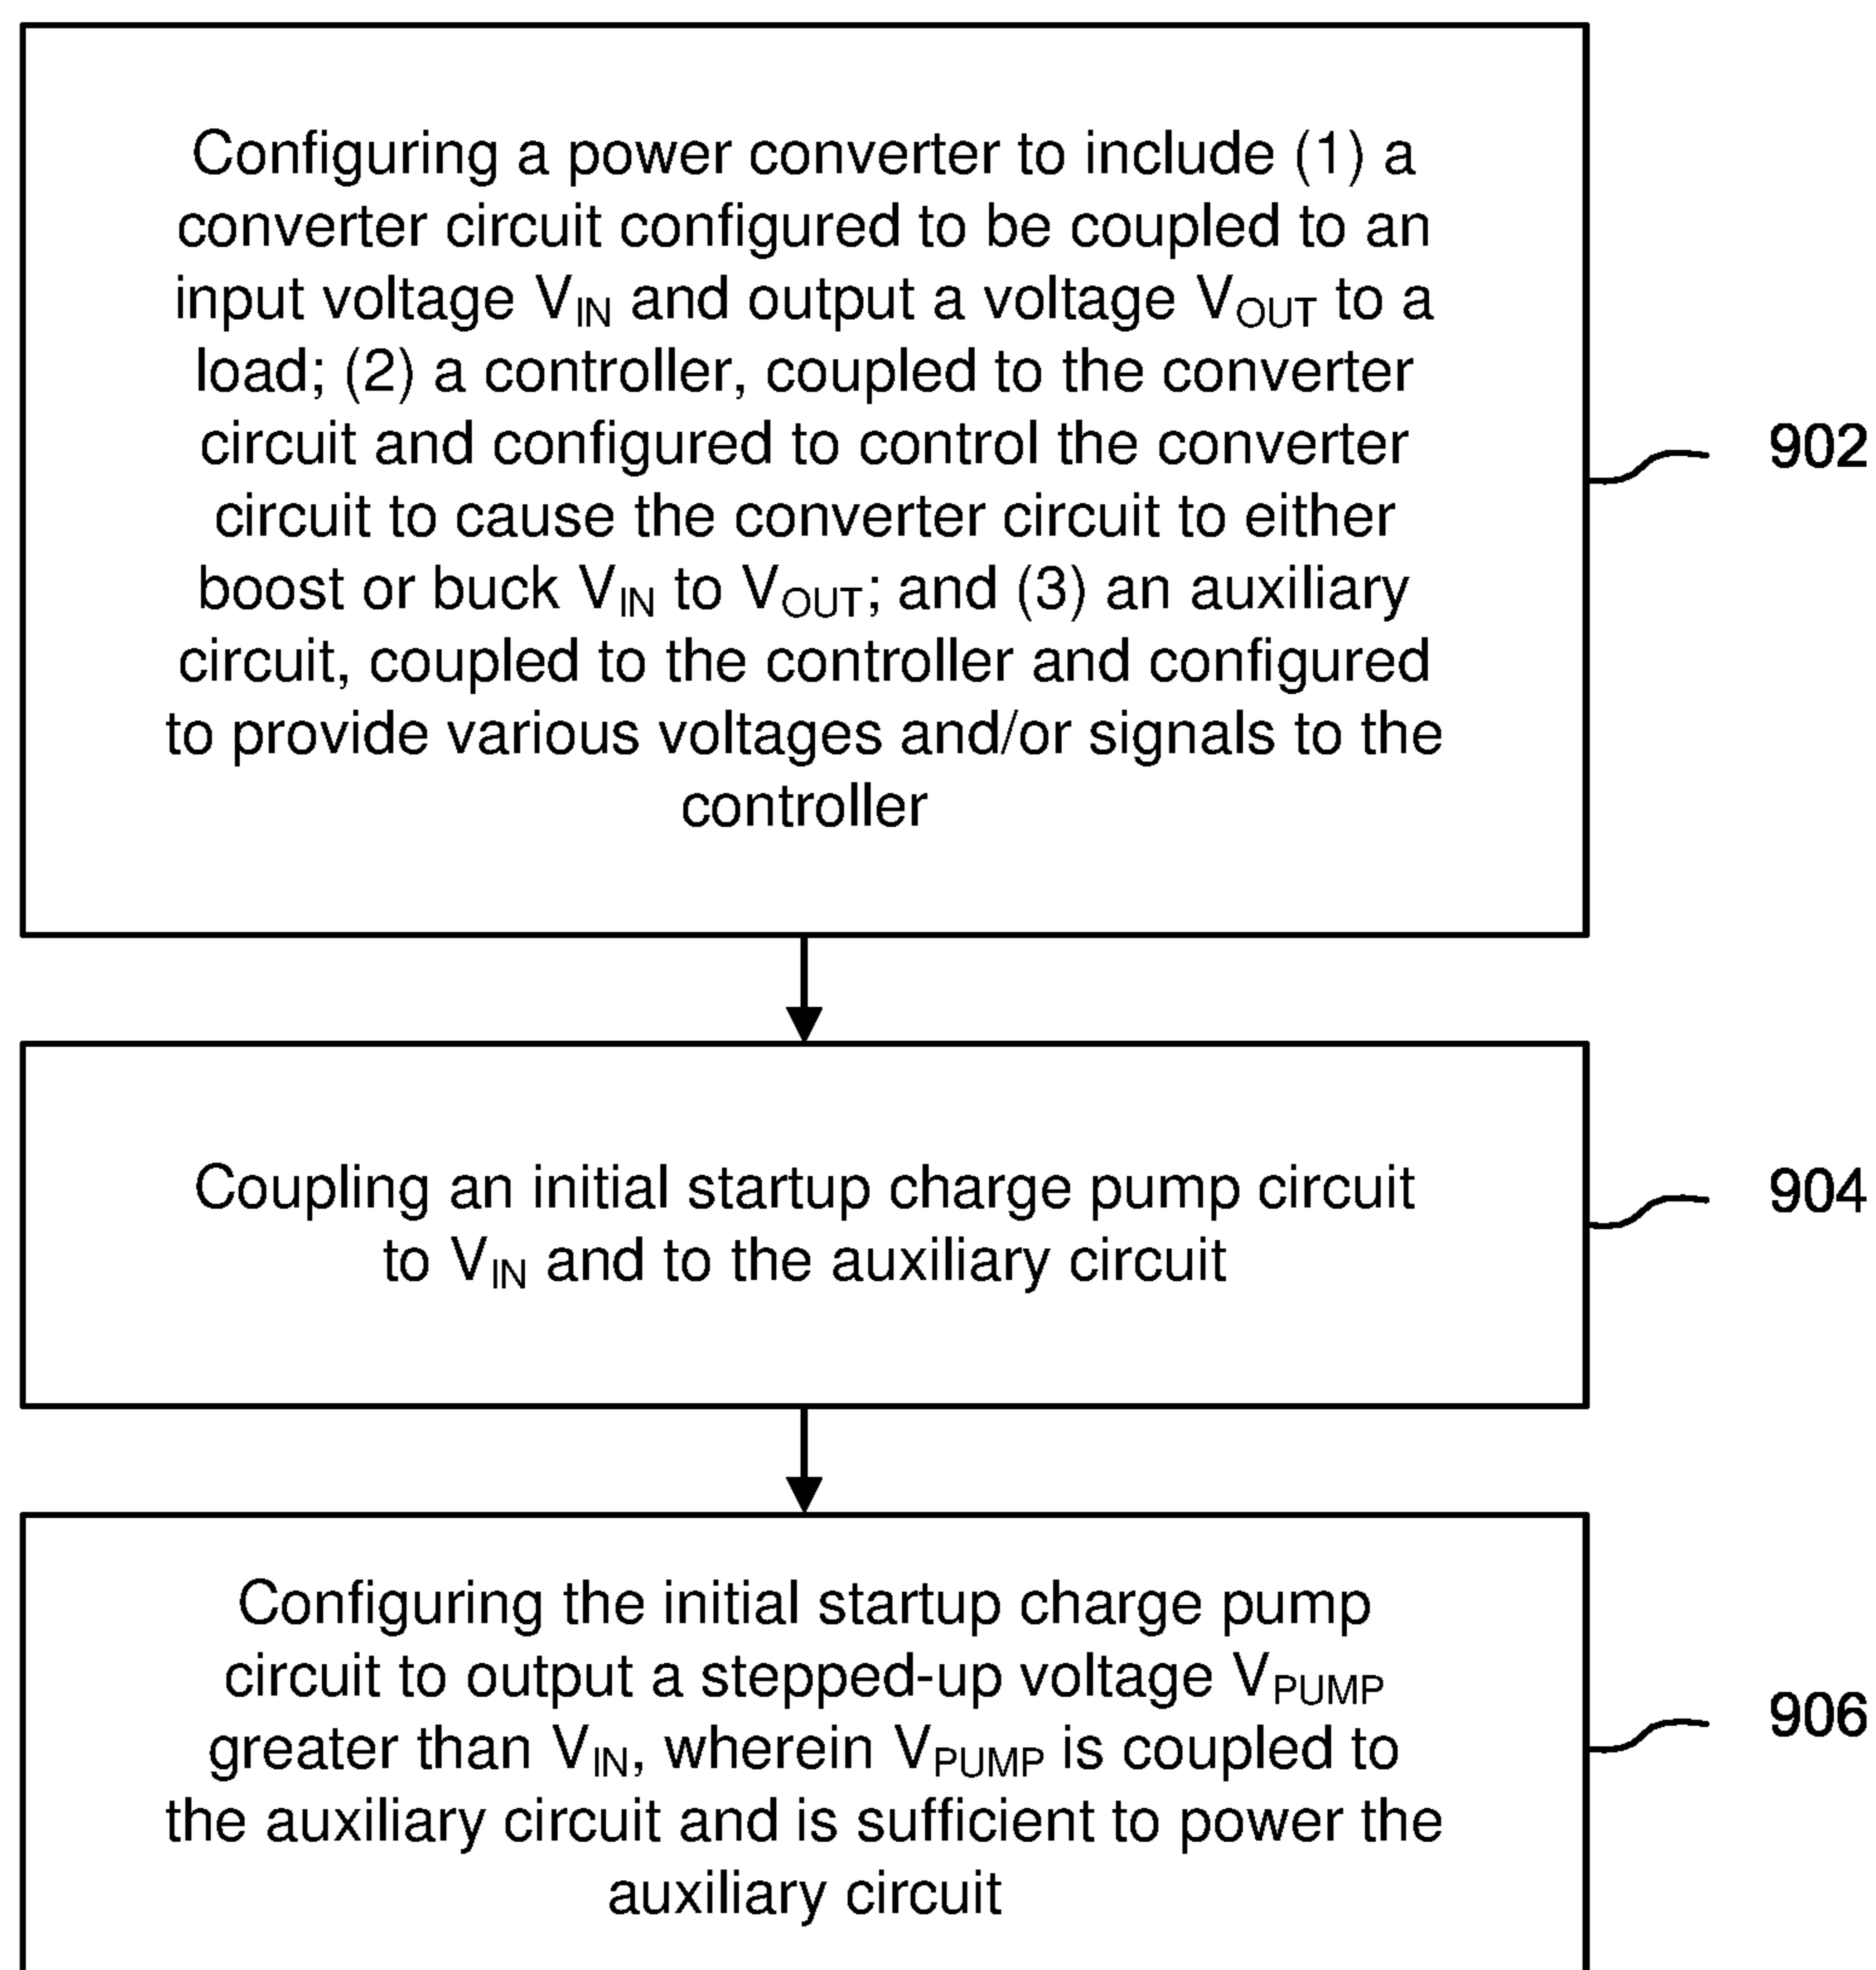 Configuring a power converter to include (1) a
converter circuit configured to be coupled to an
input voltage VIN and output a voltage VOUT to a
load; (2) a controller, coupled to the converter
circuit and configured to control the converter
circuit to cause the converter circuit to either
boost or buck VIN to VOUT; and (3) an auxiliary
circuit, coupled to the controller and configured
to provide various voltages and/or signals to the
controller
902
Coupling an initial startup charge pump circuit
to VIN and to the auxiliary circuit
904
Configuring the initial startup charge pump
circuit to output a stepped-up voltage VPUMP
greater than VIN, wherein VPUMP is coupled to
the auxiliary circuit and is sufficient to power the
auxiliary circuit
906